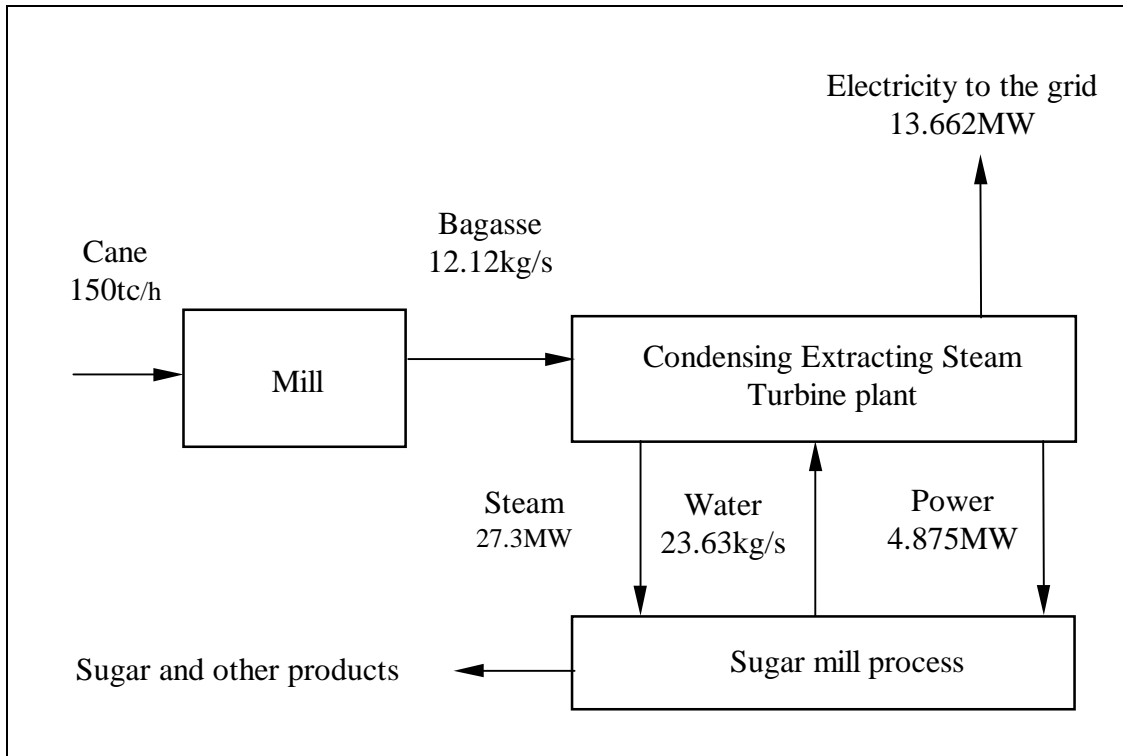 Electricity to the grid
13.662MW
Bagasse
12.12kg/s
Cane
150tc/h
Mill
Condensing Extracting Steam
Turbine plant
Steam
27.3MW
Water
23.63kg/s
Power
4.875MW
Sugar and other products
Sugar mill process